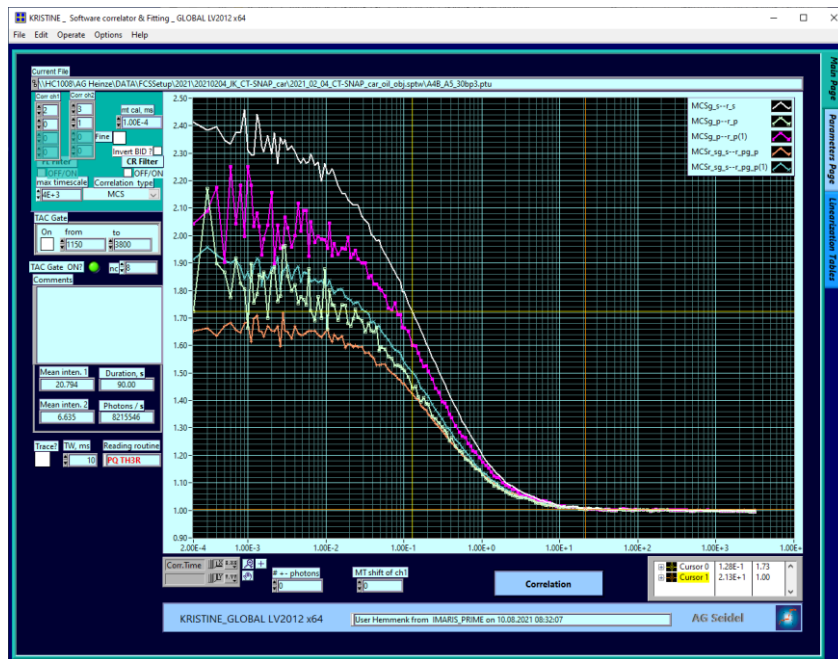 KRISTINE _ Software correlator & Fitting _ GLOBAL LV2012 x64
File Edit Operate Options Help
Current File
\\HC1008\AG Heinze\DATA\FCSSetup\2021\20210204_JK_CT-SNAP_car\2021_02_04_CT-SNAP_car_oil_obj.sptw\A4B_A5_30bp3.ptu
Corr ch1 Corr ch2
2 3
0 1
0 0
0 0
mt cal, ms
1.00E-4
Fine
Invert BID ?
CR Filter
OFF/ON OFF/ON
max timescale Correlation type
4E+3 MCS
TAC Gate
On from to
1150 3800
TAC Gate ON? nc 8
Comments
Mean inten. 1 Duration, s
20.794 90.00
Mean inten. 2 Photons / s
6.635 8215546
Trace? TW, ms Reading routine
10 PQ TH3R
2.50
2.40
2.30
2.20
2.10
2.00
1.90
1.80
1.70
1.60
1.50
1.40
1.30
1.20
1.10
1.00
0.90
2.00E-4 1.00E-3 1.00E-2 1.00E-1 1.00E+0 1.00E+1 1.00E+2 1.00E+3 1.00E+
MCSg_s--r_s
MCSg_p--r_p
MCSg_p--r_p(1)
MCSr_sg_s--r_pg_p
MCSr_sg_s--r_pg_p(1)
Main Page
Parameters Page
Linearization Tables
Corr.Time
# +- photons
0
MT shift of ch1
0
Correlation
Cursor 0 1.28E-1 1.73
Cursor 1 2.13E+1 1.00
KRISTINE_GLOBAL LV2012 x64
User Hemmenk from IMARIS_PRIME on 10.08.2021 08:32:07
AG Seidel